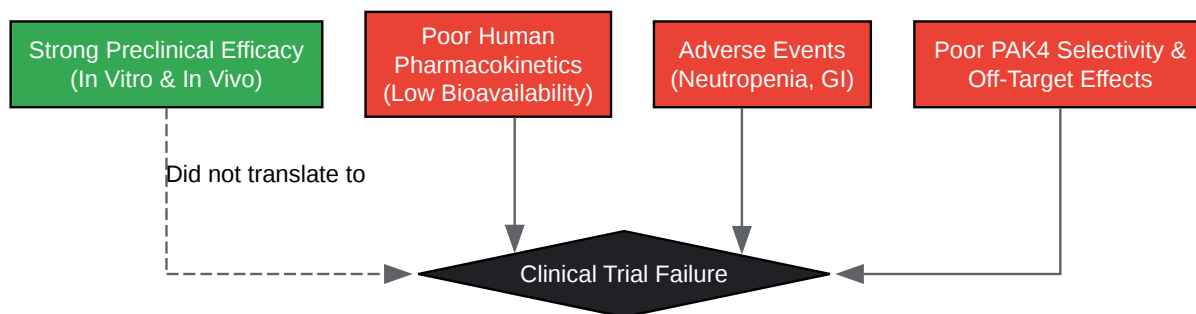 Strong Preclinical Efficacy
(In Vitro & In Vivo)
Poor Human
Pharmacokinetics
(Low Bioavailability)
Adverse Events
(Neutropenia, GI)
Poor PAK4 Selectivity &
Off-Target Effects
Did not translate to
Clinical Trial Failure